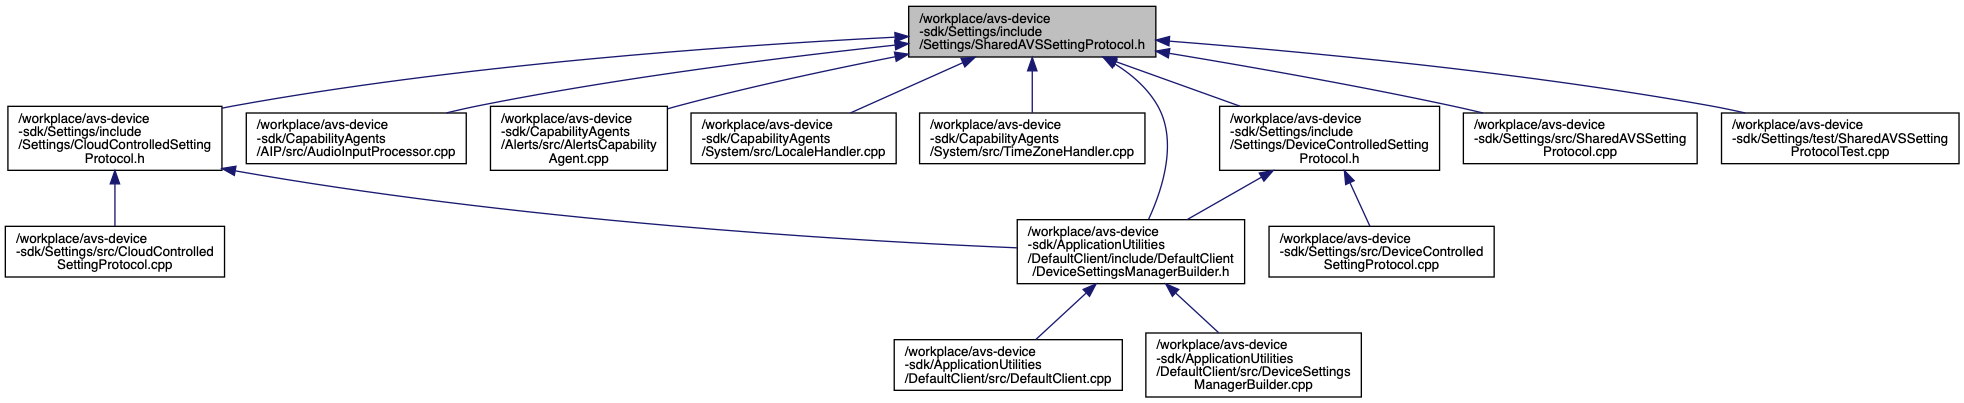 /workplace/avs-device
-sdk/Settings/include
/Settings/SharedAVSSettingProtocol.h
/workplace/avs-device
-sdk/Settings/include
/Settings/CloudControlledSetting
Protocol.h
/workplace/avs-device
-sdk/CapabilityAgents
/AIP/src/AudioInputProcessor.cpp
/workplace/avs-device
-sdk/CapabilityAgents
/Alerts/src/AlertsCapability
Agent.cpp
/workplace/avs-device
-sdk/CapabilityAgents
/System/src/LocaleHandler.cpp
/workplace/avs-device
-sdk/CapabilityAgents
/System/src/TimeZoneHandler.cpp
/workplace/avs-device
-sdk/Settings/include
/Settings/DeviceControlledSetting
Protocol.h
/workplace/avs-device
-sdk/Settings/src/SharedAVSSetting
Protocol.cpp
/workplace/avs-device
-sdk/Settings/test/SharedAVSSetting
ProtocolTest.cpp
/workplace/avs-device
-sdk/Settings/src/CloudControlled
SettingProtocol.cpp
/workplace/avs-device
-sdk/ApplicationUtilities
/DefaultClient/include/DefaultClient
/DeviceSettingsManagerBuilder.h
/workplace/avs-device
-sdk/Settings/src/DeviceControlled
SettingProtocol.cpp
/workplace/avs-device
-sdk/ApplicationUtilities
/DefaultClient/src/DefaultClient.cpp
/workplace/avs-device
-sdk/ApplicationUtilities
/DefaultClient/src/DeviceSettings
ManagerBuilder.cpp